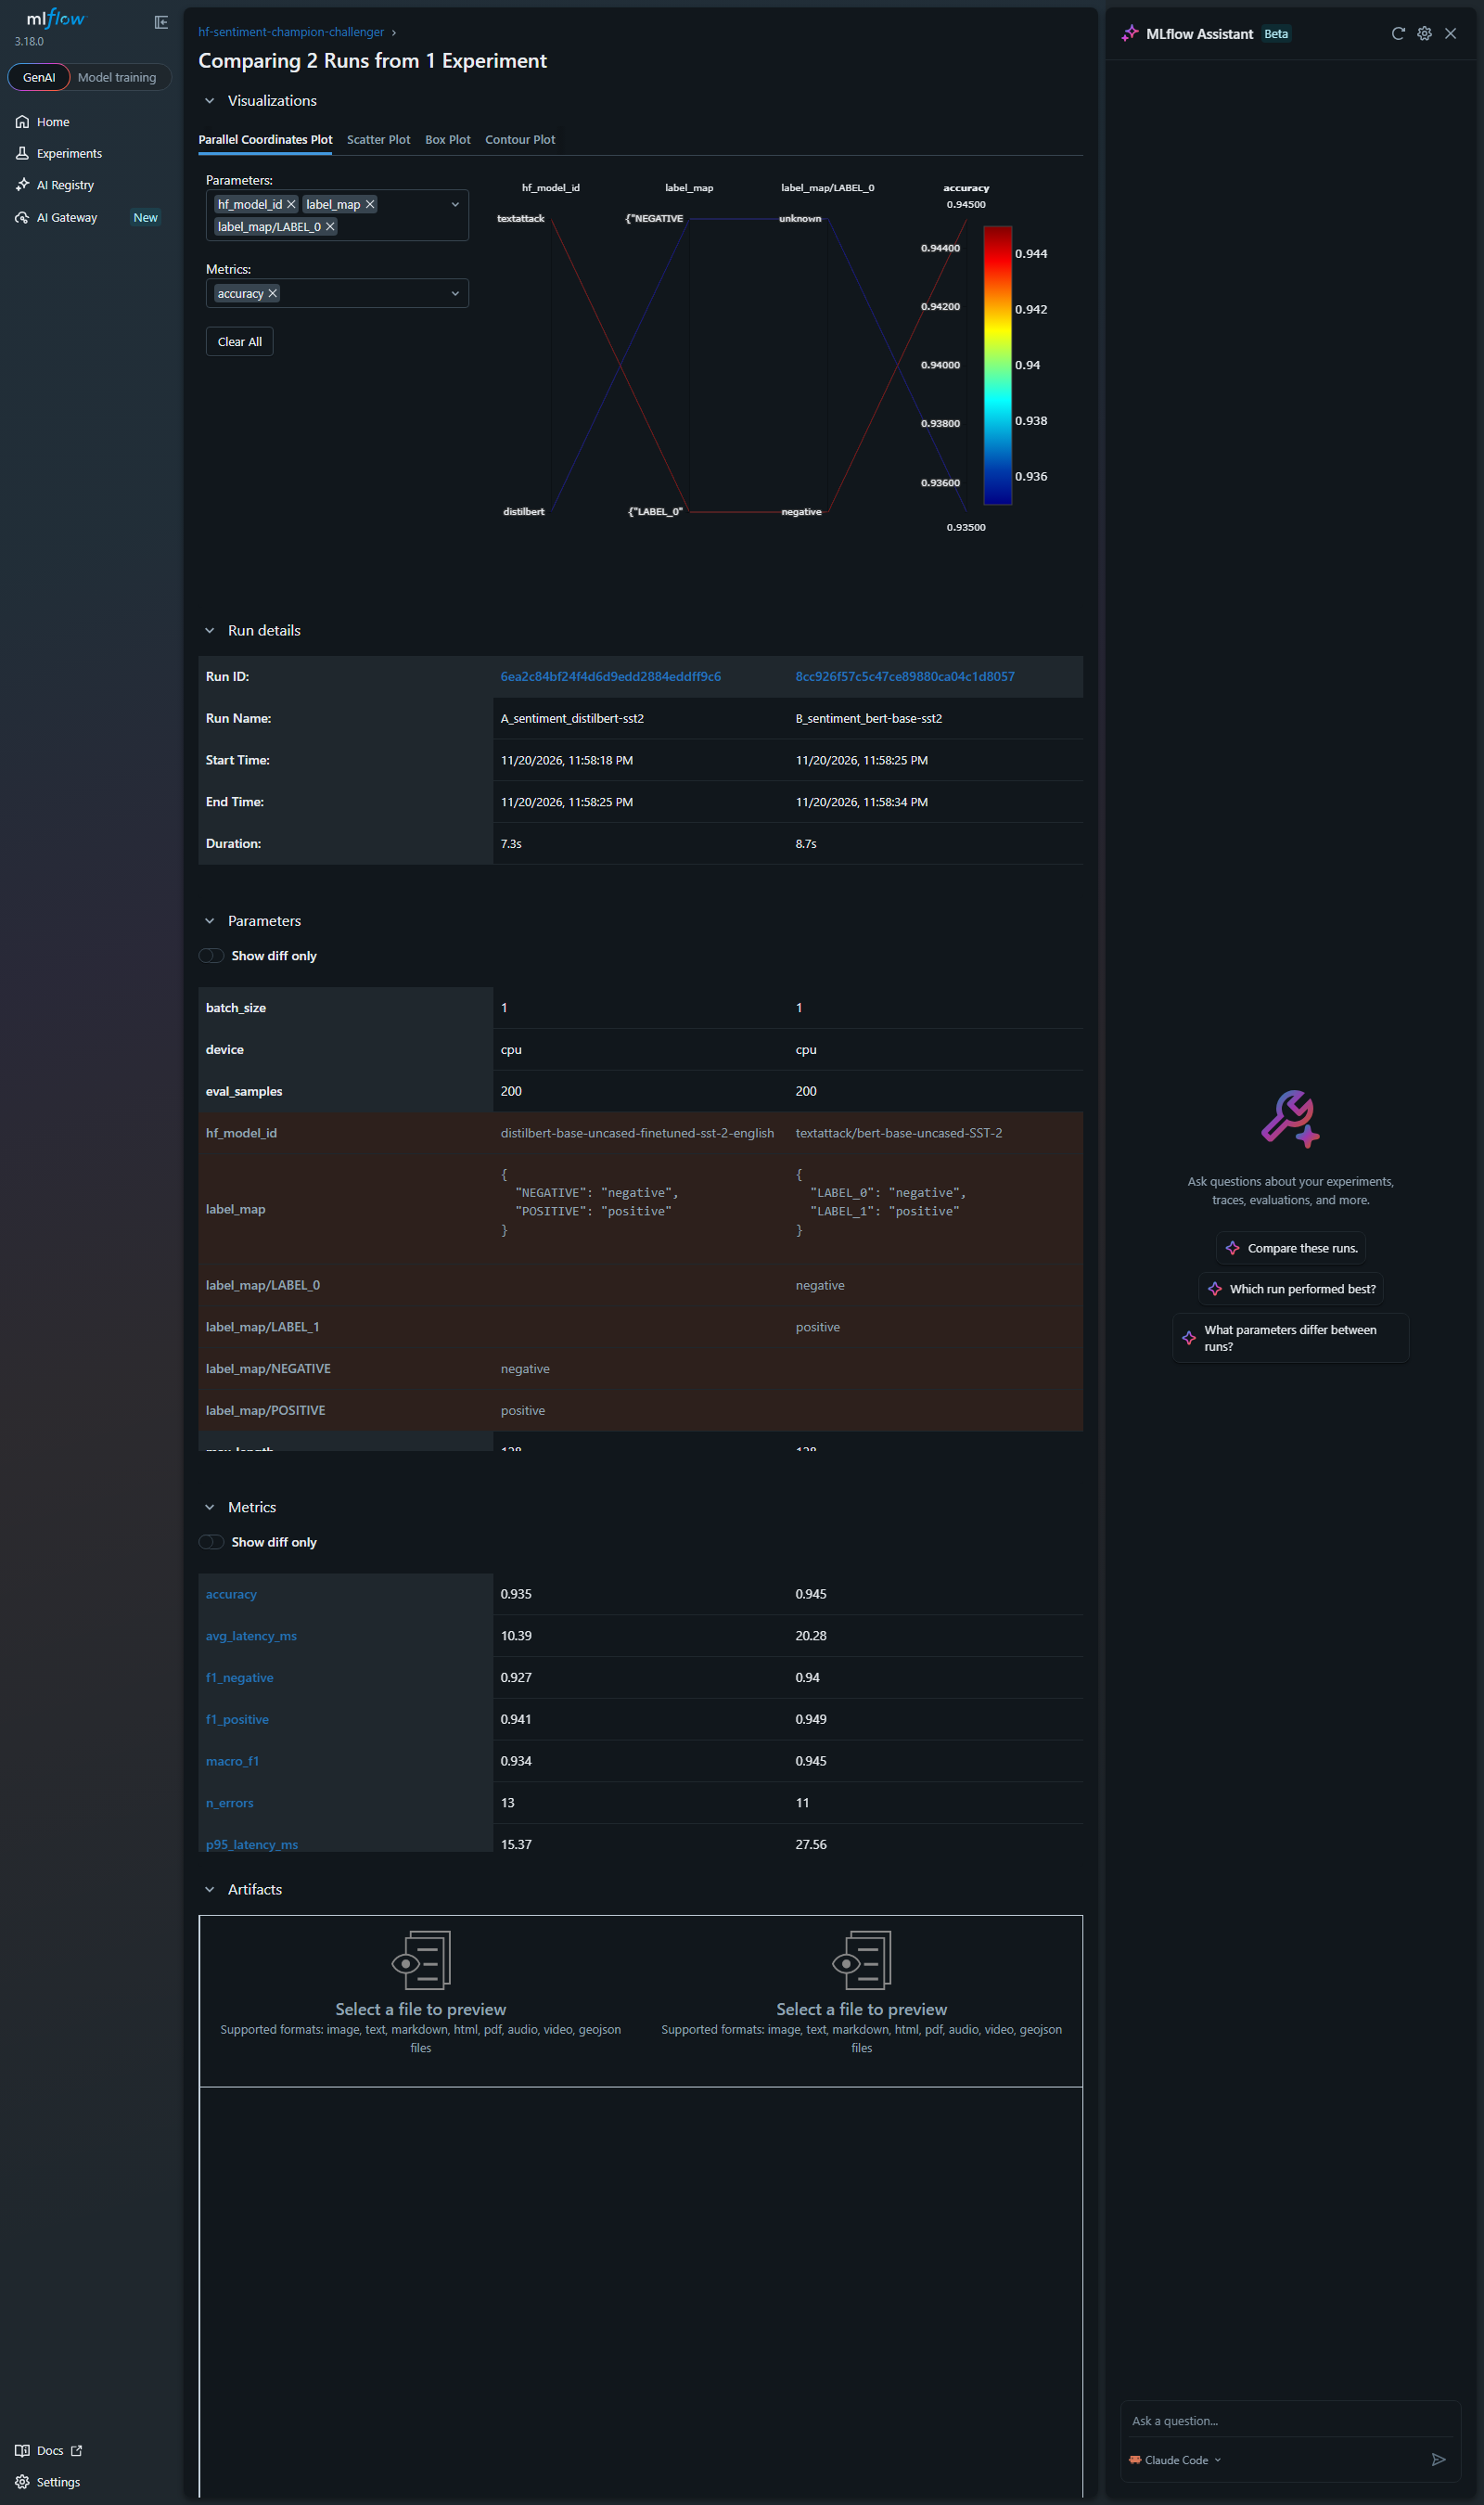 mlflow
3.18.0
GenAI Model training
Home
Experiments
AI Registry
AI Gateway New
Docs
Settings
hf-sentiment-champion-challenger ›
Comparing 2 Runs from 1 Experiment
Visualizations
Parallel Coordinates Plot Scatter Plot Box Plot Contour Plot
Parameters:
hf_model_id label_map
label_map/LABEL_0
Metrics:
accuracy
Clear All
hf_model_id label_map label_map/LABEL_0 accuracy
0.94500
textattack {"NEGATIVE unknown
0.94400 0.944
0.94200 0.942
0.94000 0.94
0.93800 0.938
0.93600 0.936
distilbert {"LABEL_0" negative
0.93500
Run details
Run ID: 6ea2c84bf24f4d6d9edd2884eddff9c6 8cc926f57c5c47ce89880ca04c1d8057
Run Name: A_sentiment_distilbert-sst2 B_sentiment_bert-base-sst2
Start Time: 11/20/2026, 11:58:18 PM 11/20/2026, 11:58:25 PM
End Time: 11/20/2026, 11:58:25 PM 11/20/2026, 11:58:34 PM
Duration: 7.3s 8.7s
Parameters
Show diff only
batch_size 1 1
device cpu cpu
eval_samples 200 200
hf_model_id distilbert-base-uncased-finetuned-sst-2-english textattack/bert-base-uncased-SST-2
{ {
"NEGATIVE": "negative", "LABEL_0": "negative",
label_map "POSITIVE": "positive" "LABEL_1": "positive"
} }
label_map/LABEL_0 negative
label_map/LABEL_1 positive
label_map/NEGATIVE negative
label_map/POSITIVE positive
max_length 128 128
Metrics
Show diff only
accuracy 0.935 0.945
avg_latency_ms 10.39 20.28
f1_negative 0.927 0.94
f1_positive 0.941 0.949
macro_f1 0.934 0.945
n_errors 13 11
p95_latency_ms 15.37 27.56
Artifacts
Select a file to preview Select a file to preview
Supported formats: image, text, markdown, html, pdf, audio, video, geojson Supported formats: image, text, markdown, html, pdf, audio, video, geojson
files files
MLflow Assistant Beta
Ask questions about your experiments,
traces, evaluations, and more.
Compare these runs.
Which run performed best?
What parameters differ between
runs?
Ask a question...
Claude Code